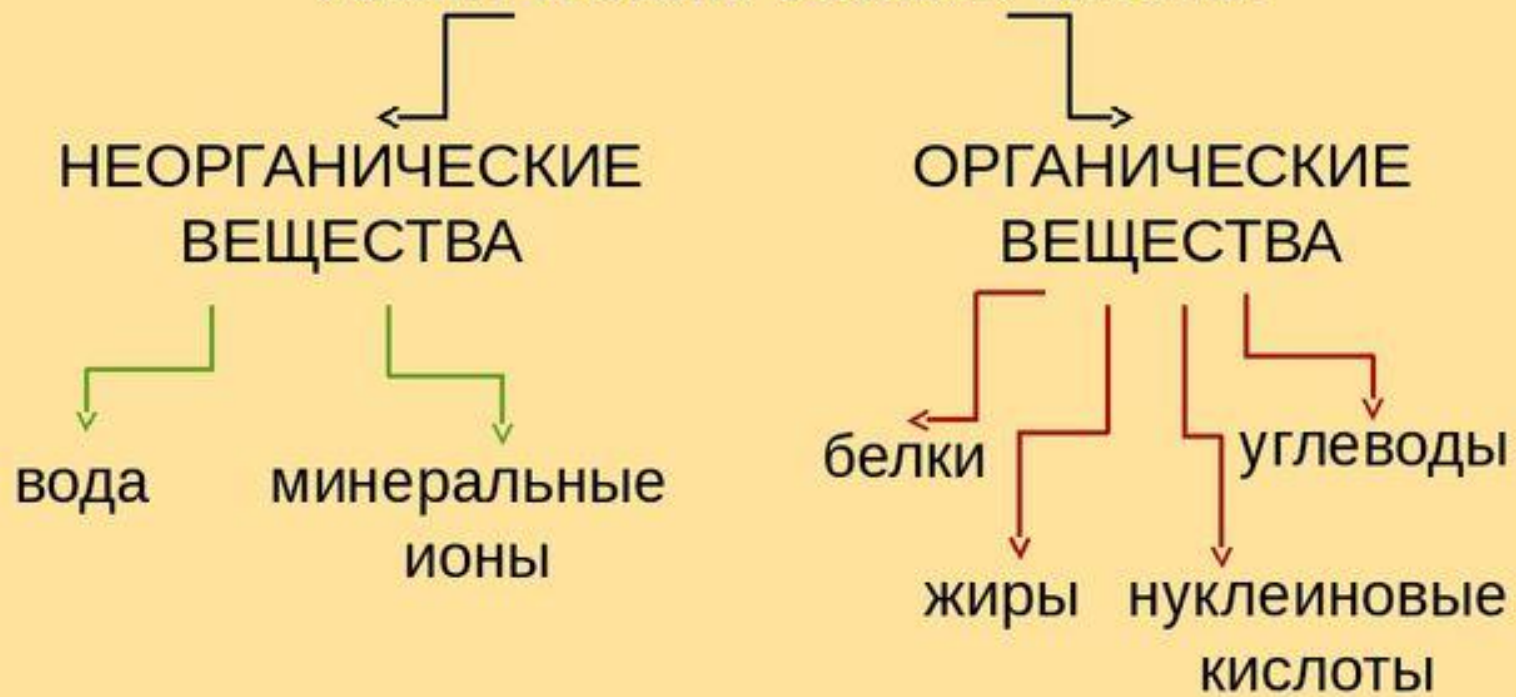 НЕОРГАНИЧЕСКИЕ
ВЕЩЕСТВА
ОРГАНИЧЕСКИЕ
ВЕЩЕСТВА
вода
минеральные
ионы
белки
углеводы
жиры
нуклеиновые
кислоты